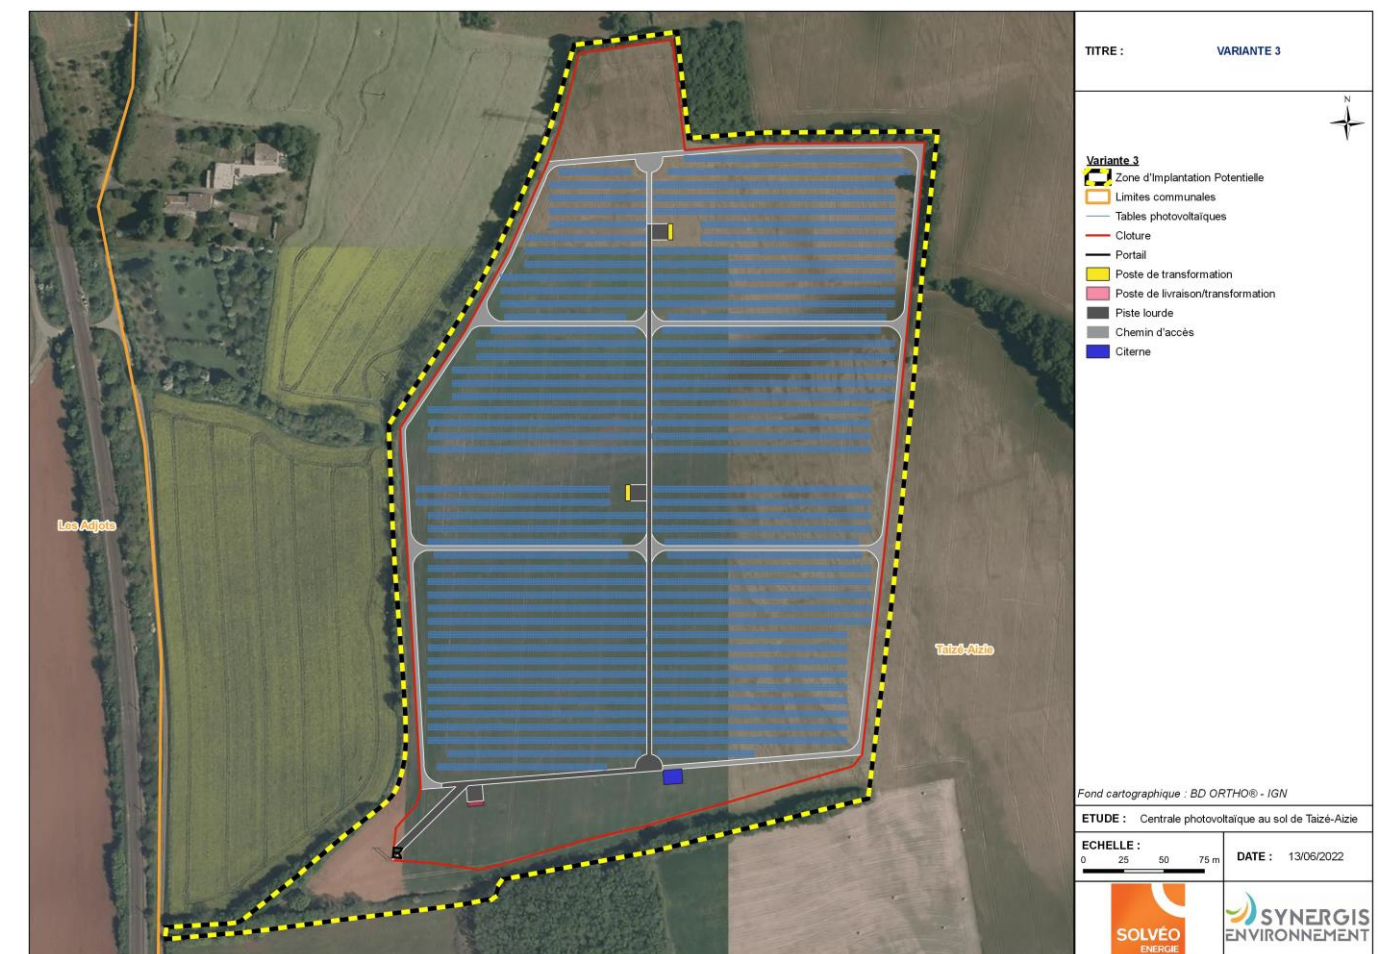 TITRE : VARIANTE 3
N
Variante 3
Zone d'Implantation Potentielle
Limites communales
Tables photovoltaïques
Cloture
Portail
Poste de transformation
Poste de livraison/transformation
Piste lourde
Chemin d'accès
Citerne
Les Adjots
Taizé-Aizie
Fond cartographique : BD ORTHO® - IGN
ETUDE : Centrale photovoltaïque au sol de Taizé-Aizie
ECHELLE :
0 25 50 75 m
DATE : 13/06/2022
SOLVÉO
ENERGIE
SYNERGIS
ENVIRONNEMENT